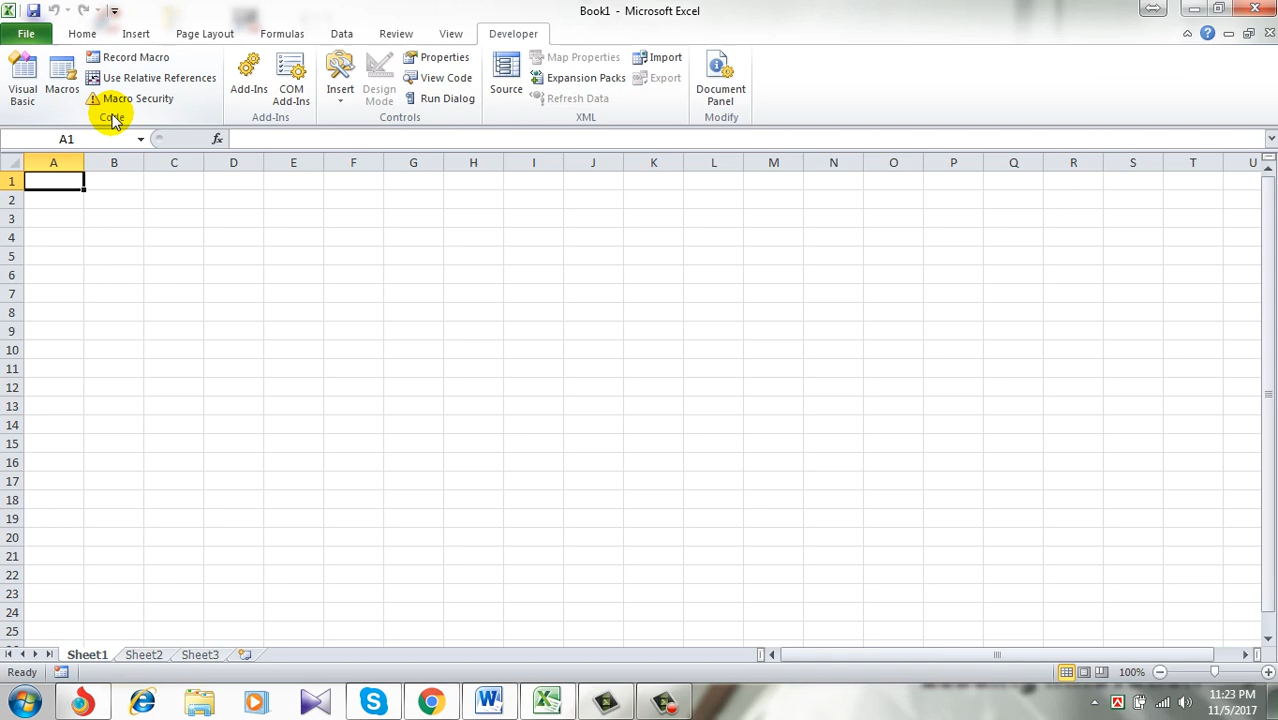 Book1 - Microsoft Excel
File Home Insert Page Layout Formulas Data Review View Developer
Visual Basic
Macros
Record Macro
Use Relative References
Macro Security
Code
Add-Ins
COM Add-Ins
Add-Ins
Insert
Design Mode
Properties
View Code
Run Dialog
Controls
Source
Map Properties
Expansion Packs
Refresh Data
Import
Export
XML
Document Panel
Modify
A1 fx
A B C D E F G H I J K L M N O P Q R S T U
1
2
3
4
5
6
7
8
9
10
11
12
13
14
15
16
17
18
19
20
21
22
23
24
25
Sheet1 Sheet2 Sheet3
Ready 100%
11:23 PM
11/5/2017